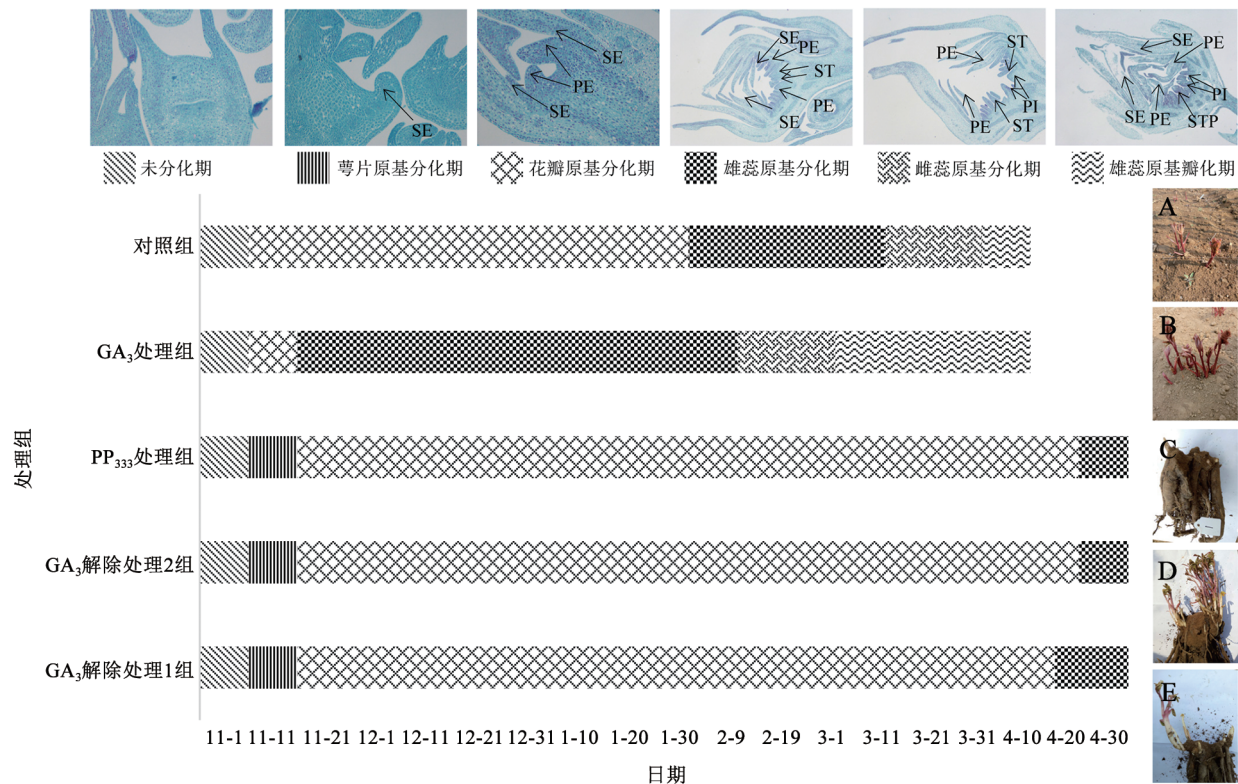 SE
SE
PE
SE
SE
PE
ST
PE
SE
PE
ST
PI
PE
ST
SE
PE
PI
SE
PE
STP
未分化期
萼片原基分化期
花瓣原基分化期
雄蕊原基分化期
雌蕊原基分化期
雄蕊原基瓣化期
处理组
对照组
GA₃处理组
PP₃₃₃处理组
GA₃解除处理2组
GA₃解除处理1组
11-1 11-11 11-21 12-1 12-11 12-21 12-31 1-10 1-20 1-30 2-9 2-19 3-1 3-11 3-21 3-31 4-10 4-20 4-30
日期
A
B
C
D
E